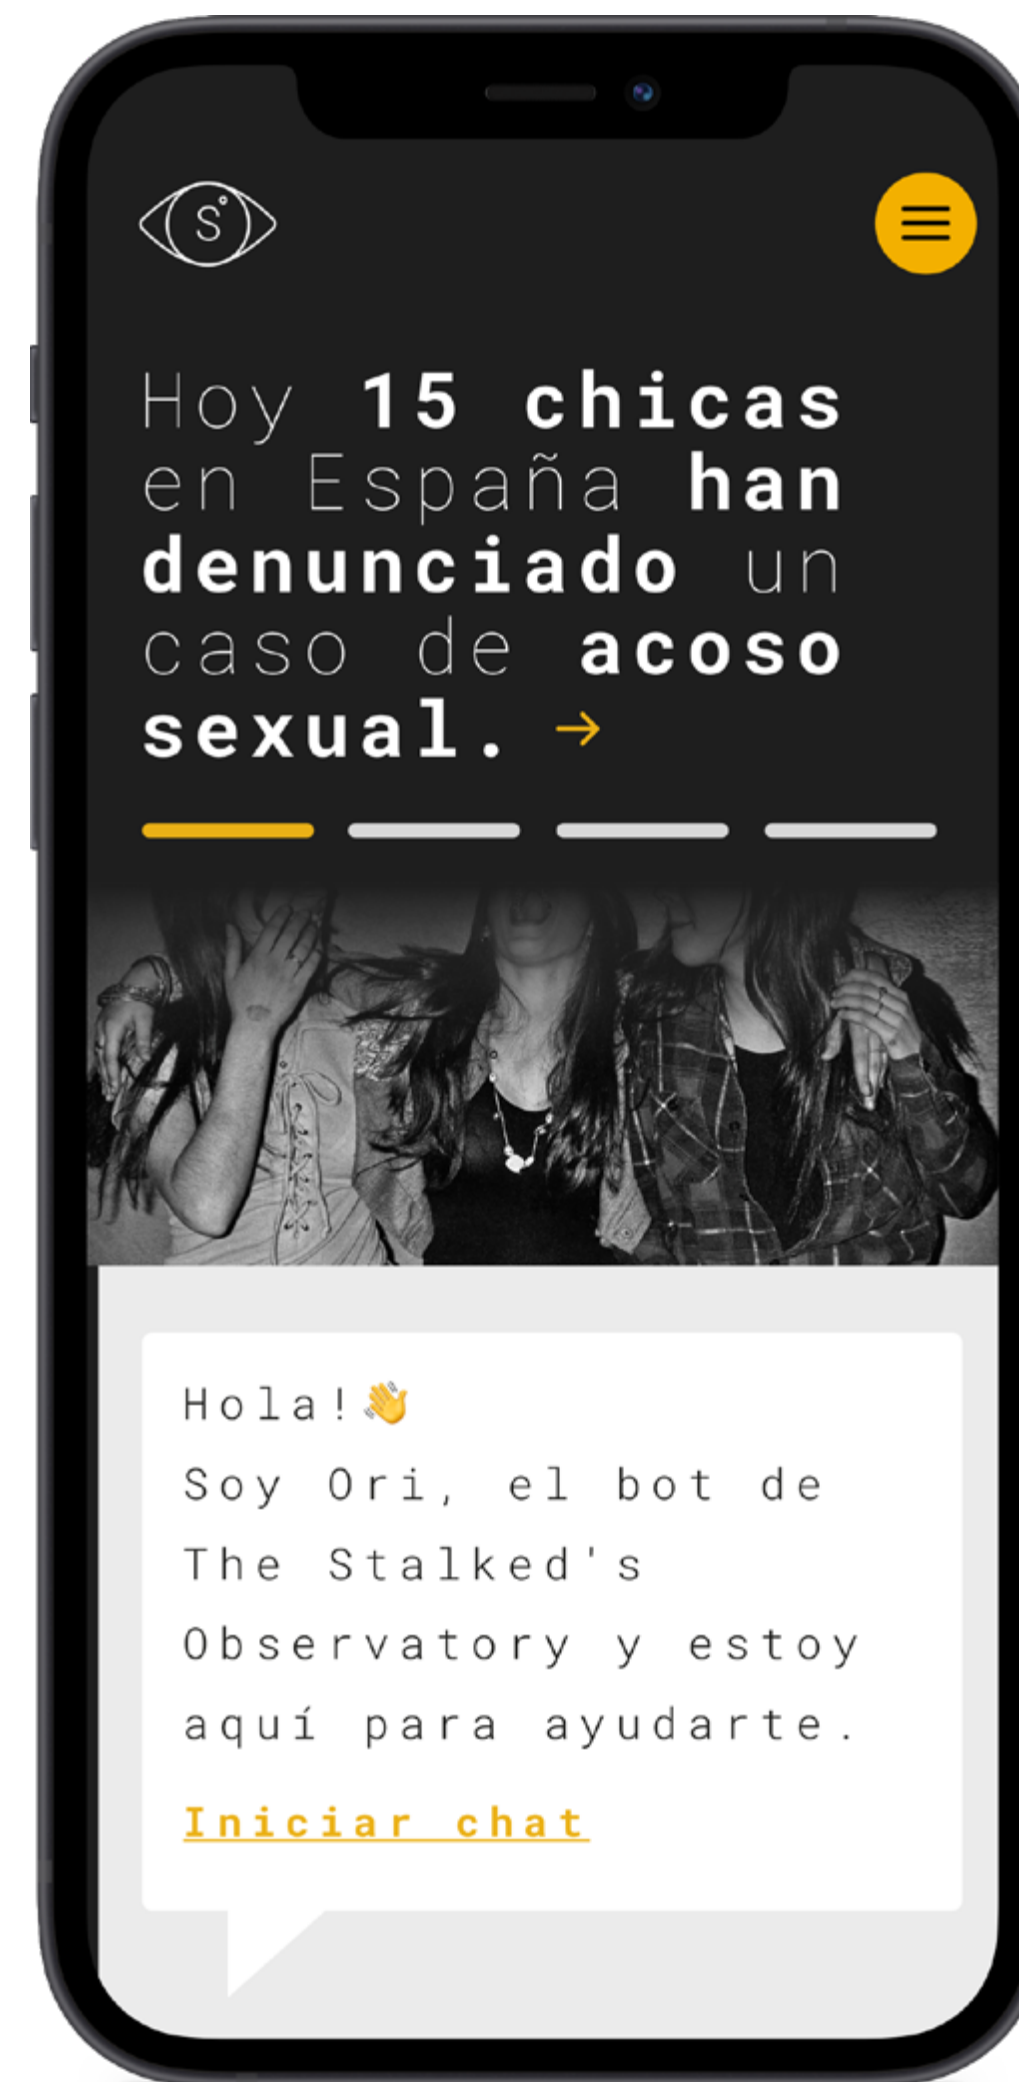 S°
Hoy 15 chicas
en España han
denunciado un
caso de acoso
sexual. →
Hola!👋
Soy Ori, el bot de
The Stalked's
Observatory y estoy
aquí para ayudarte.
Iniciar chat